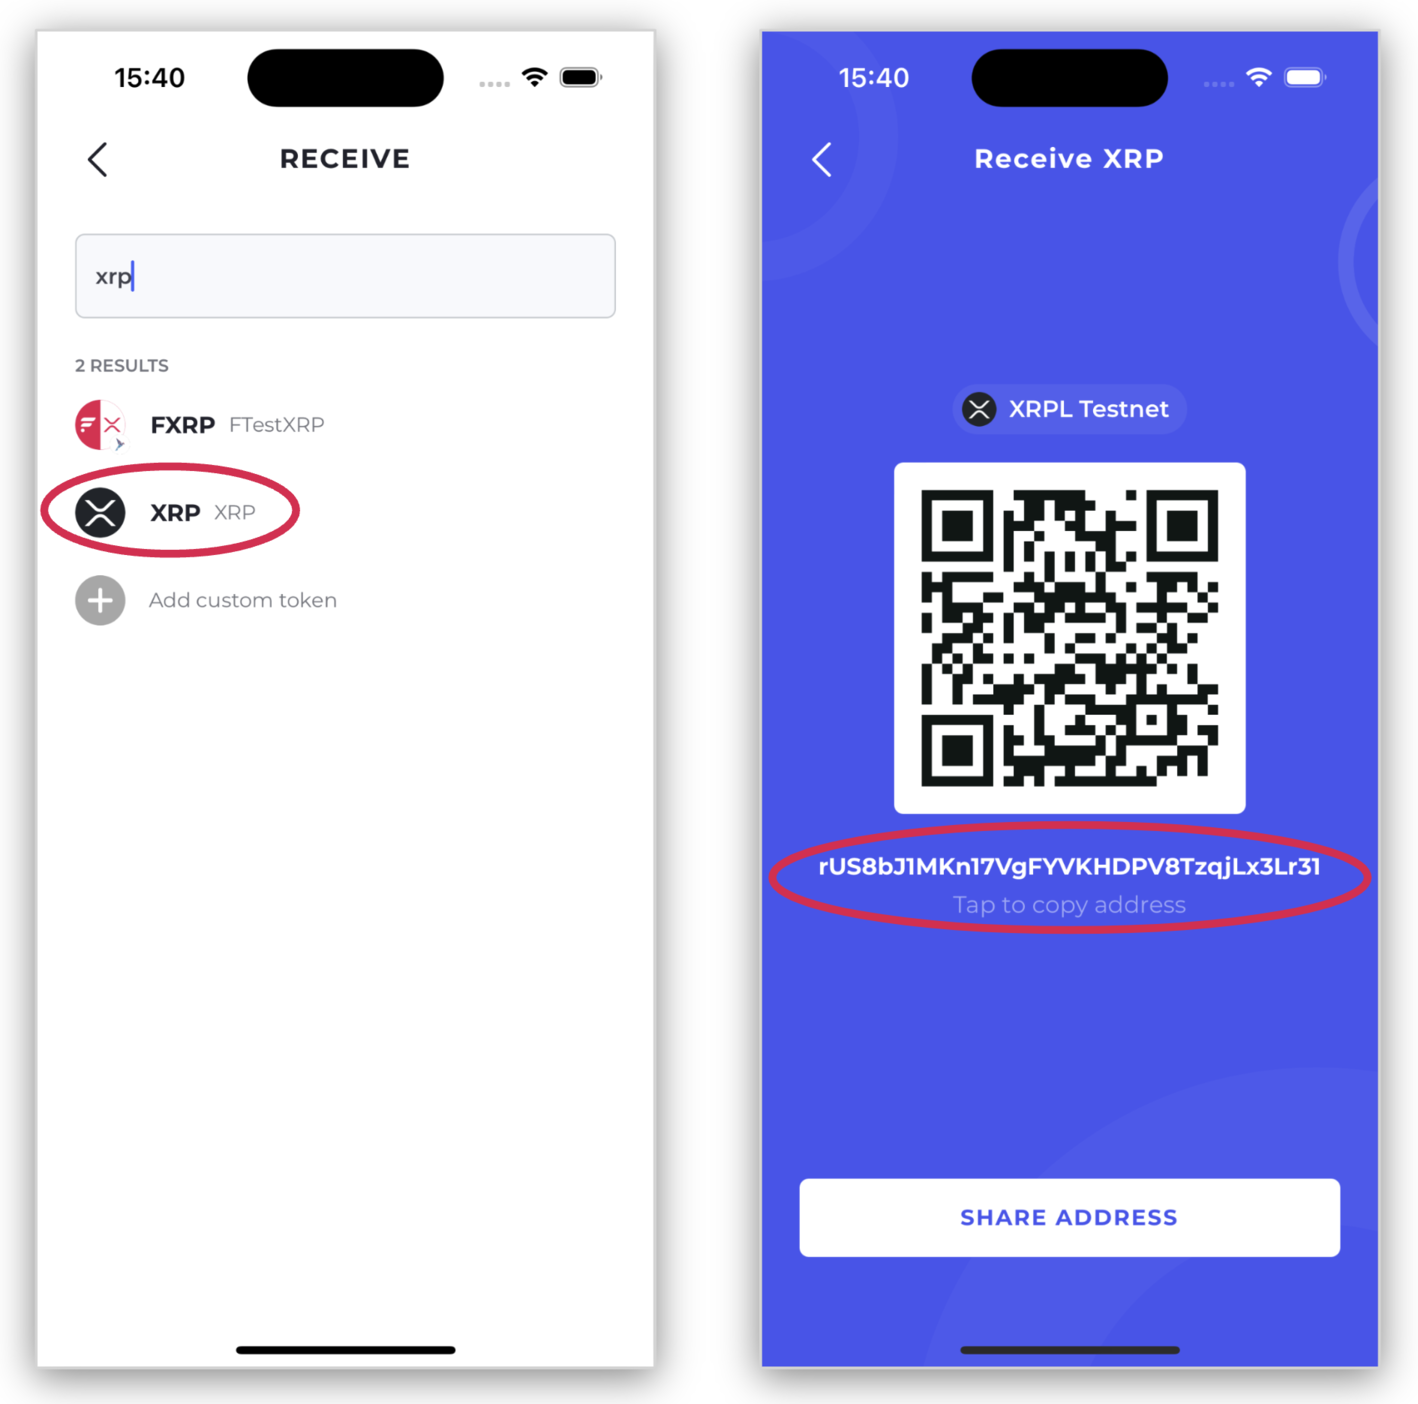 15:40
RECEIVE
xrp
2 RESULTS
FXRP FTestXRP
XRP XRP
Add custom token
15:40
Receive XRP
XRPL Testnet
rUS8bJ1MKn17VgFYVKHDPV8TzqjLx3Lr31
Tap to copy address
SHARE ADDRESS